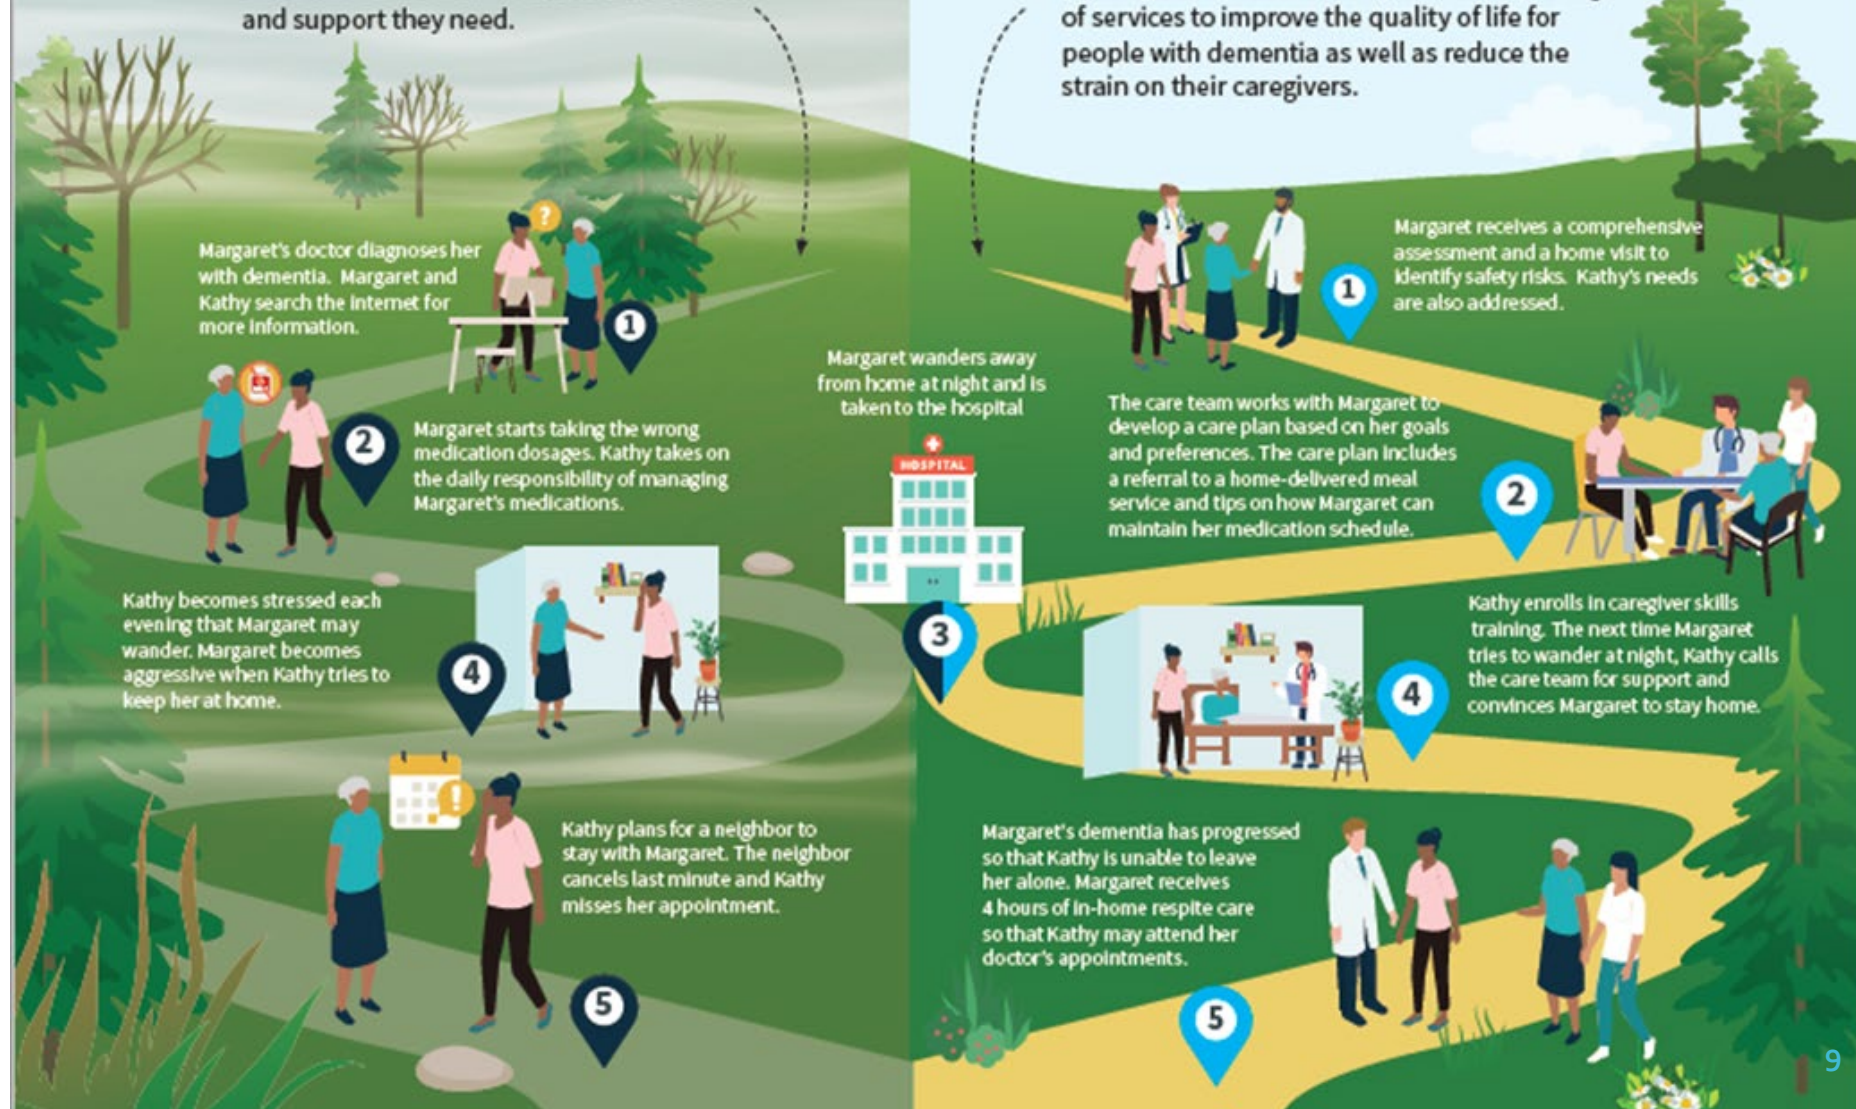 and support they need.
of services to improve the quality of life for
people with dementia as well as reduce the
strain on their caregivers.
?
Margaret's doctor diagnoses her
with dementia. Margaret and
Kathy search the internet for
more information.
1
2
Margaret starts taking the wrong
medication dosages. Kathy takes on
the daily responsibility of managing
Margaret's medications.
Margaret wanders away
from home at night and is
taken to the hospital
HOSPITAL
3
Kathy becomes stressed each
evening that Margaret may
wander. Margaret becomes
aggressive when Kathy tries to
keep her at home.
4
!
Kathy plans for a neighbor to
stay with Margaret. The neighbor
cancels last minute and Kathy
misses her appointment.
5
1
Margaret receives a comprehensive
assessment and a home visit to
identify safety risks. Kathy's needs
are also addressed.
The care team works with Margaret to
develop a care plan based on her goals
and preferences. The care plan includes
a referral to a home-delivered meal
service and tips on how Margaret can
maintain her medication schedule.
2
4
Kathy enrolls in caregiver skills
training. The next time Margaret
tries to wander at night, Kathy calls
the care team for support and
convinces Margaret to stay home.
Margaret's dementia has progressed
so that Kathy is unable to leave
her alone. Margaret receives
4 hours of in-home respite care
so that Kathy may attend her
doctor's appointments.
5
9